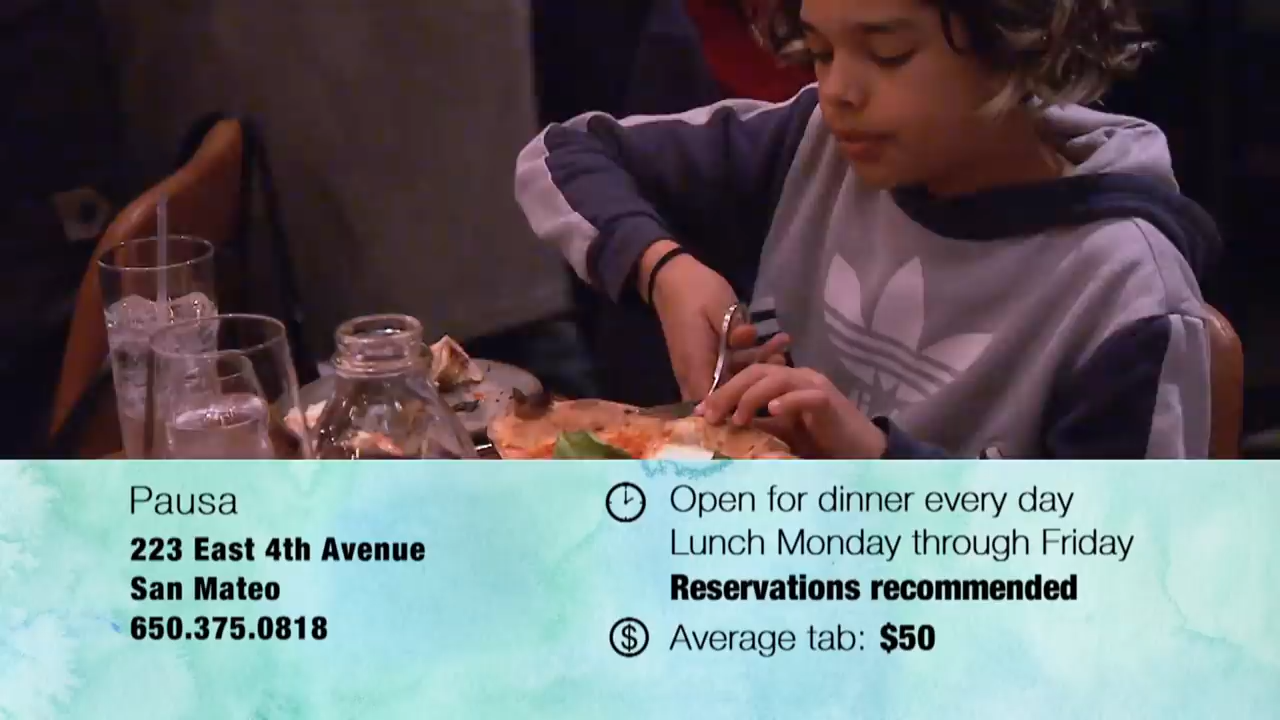 Pausa
223 East 4th Avenue
San Mateo
650.375.0818
Open for dinner every day
Lunch Monday through Friday
Reservations recommended
Average tab: $50